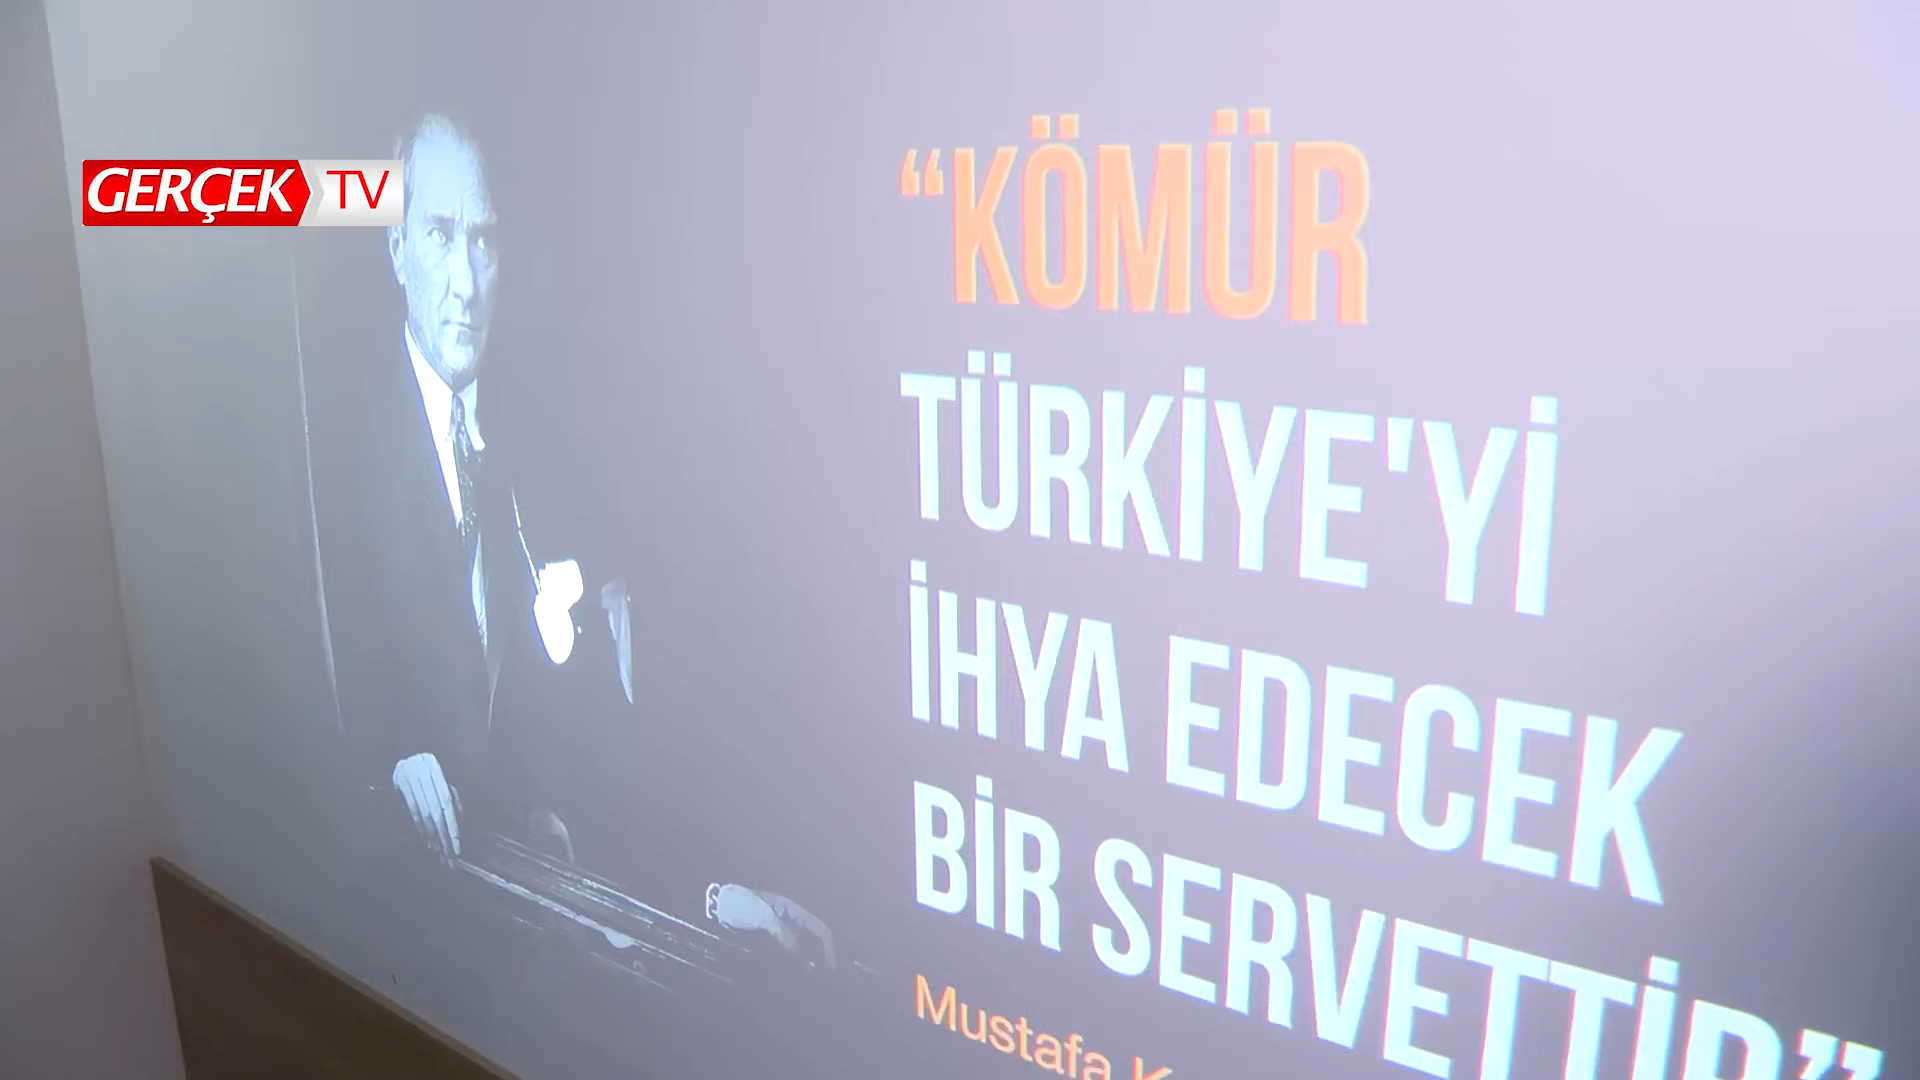 GERÇEK TV
“KÖMÜR
TÜRKİYE'Yİ
İHYA EDECEK
BİR SERVETTİR”
Mustafa K